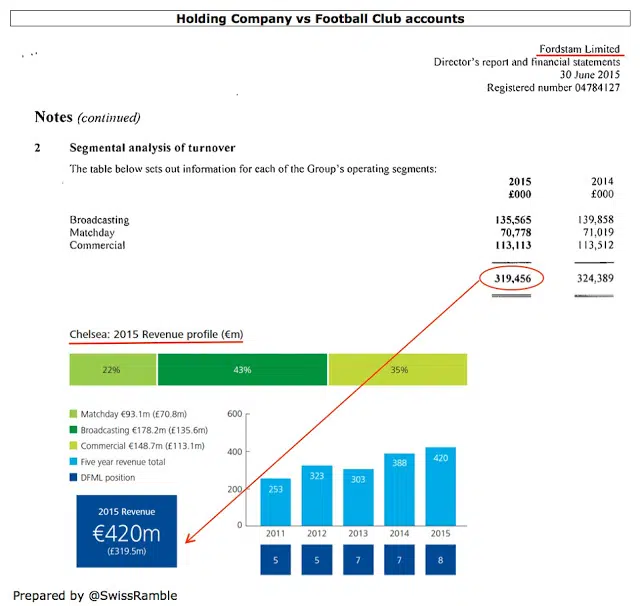 Holding Company vs Football Club accounts
Fordstam Limited
Director's report and financial statements
30 June 2015
Registered number 04784127
Notes (continued)
2 Segmental analysis of turnover
The table below sets out information for each of the Group's operating segments:
2015 2014
£000 £000
Broadcasting 135,565 139,858
Matchday 70,778 71,019
Commercial 113,113 113,512
319,456 324,389
Chelsea: 2015 Revenue profile (€m)
22% 43% 35%
Matchday €93.1m (£70.8m)
Broadcasting €178.2m (£135.6m)
Commercial €148.7m (£113.1m)
Five year revenue total
DFML position
2015 Revenue
€420m
(£319.5m)
600
400
200
0
253 323 303 388 420
2011 2012 2013 2014 2015
5 5 7 7 8
Prepared by @SwissRamble